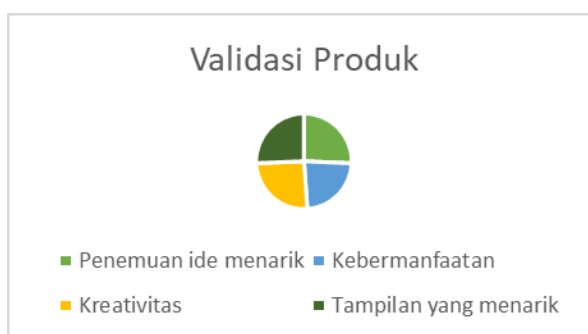 Validasi Produk
Penemuan ide menarik Kebermanfaatan
Kreativitas Tampilan yang menarik